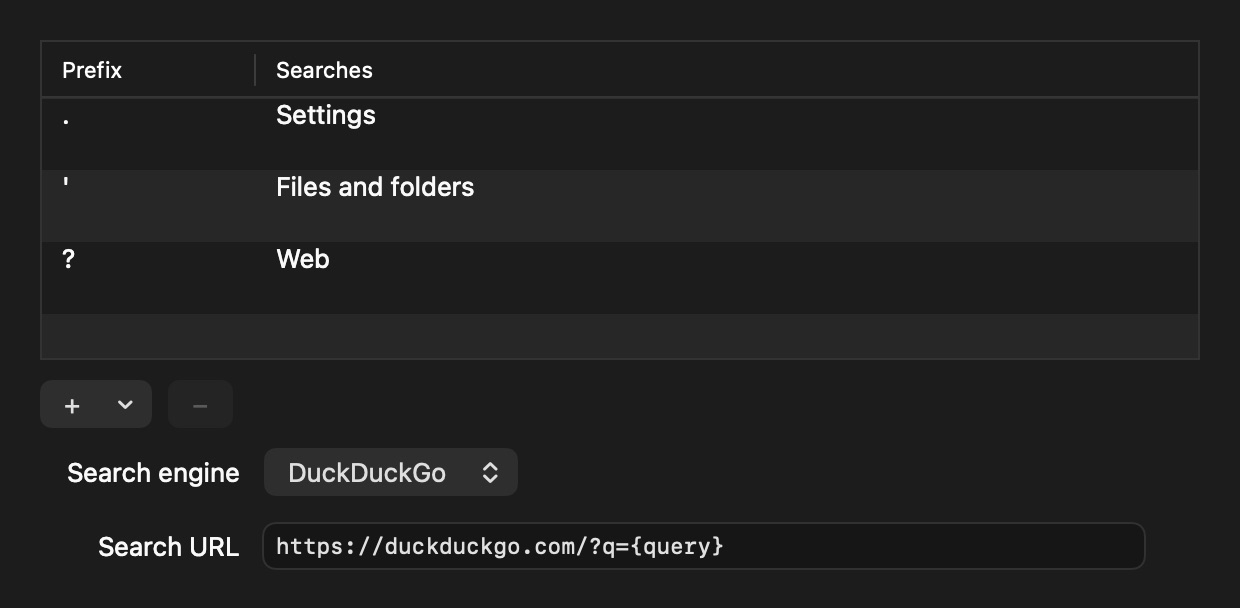 Prefix Searches
. Settings
' Files and folders
? Web
+ −
Search engine DuckDuckGo
Search URL https://duckduckgo.com/?q={query}